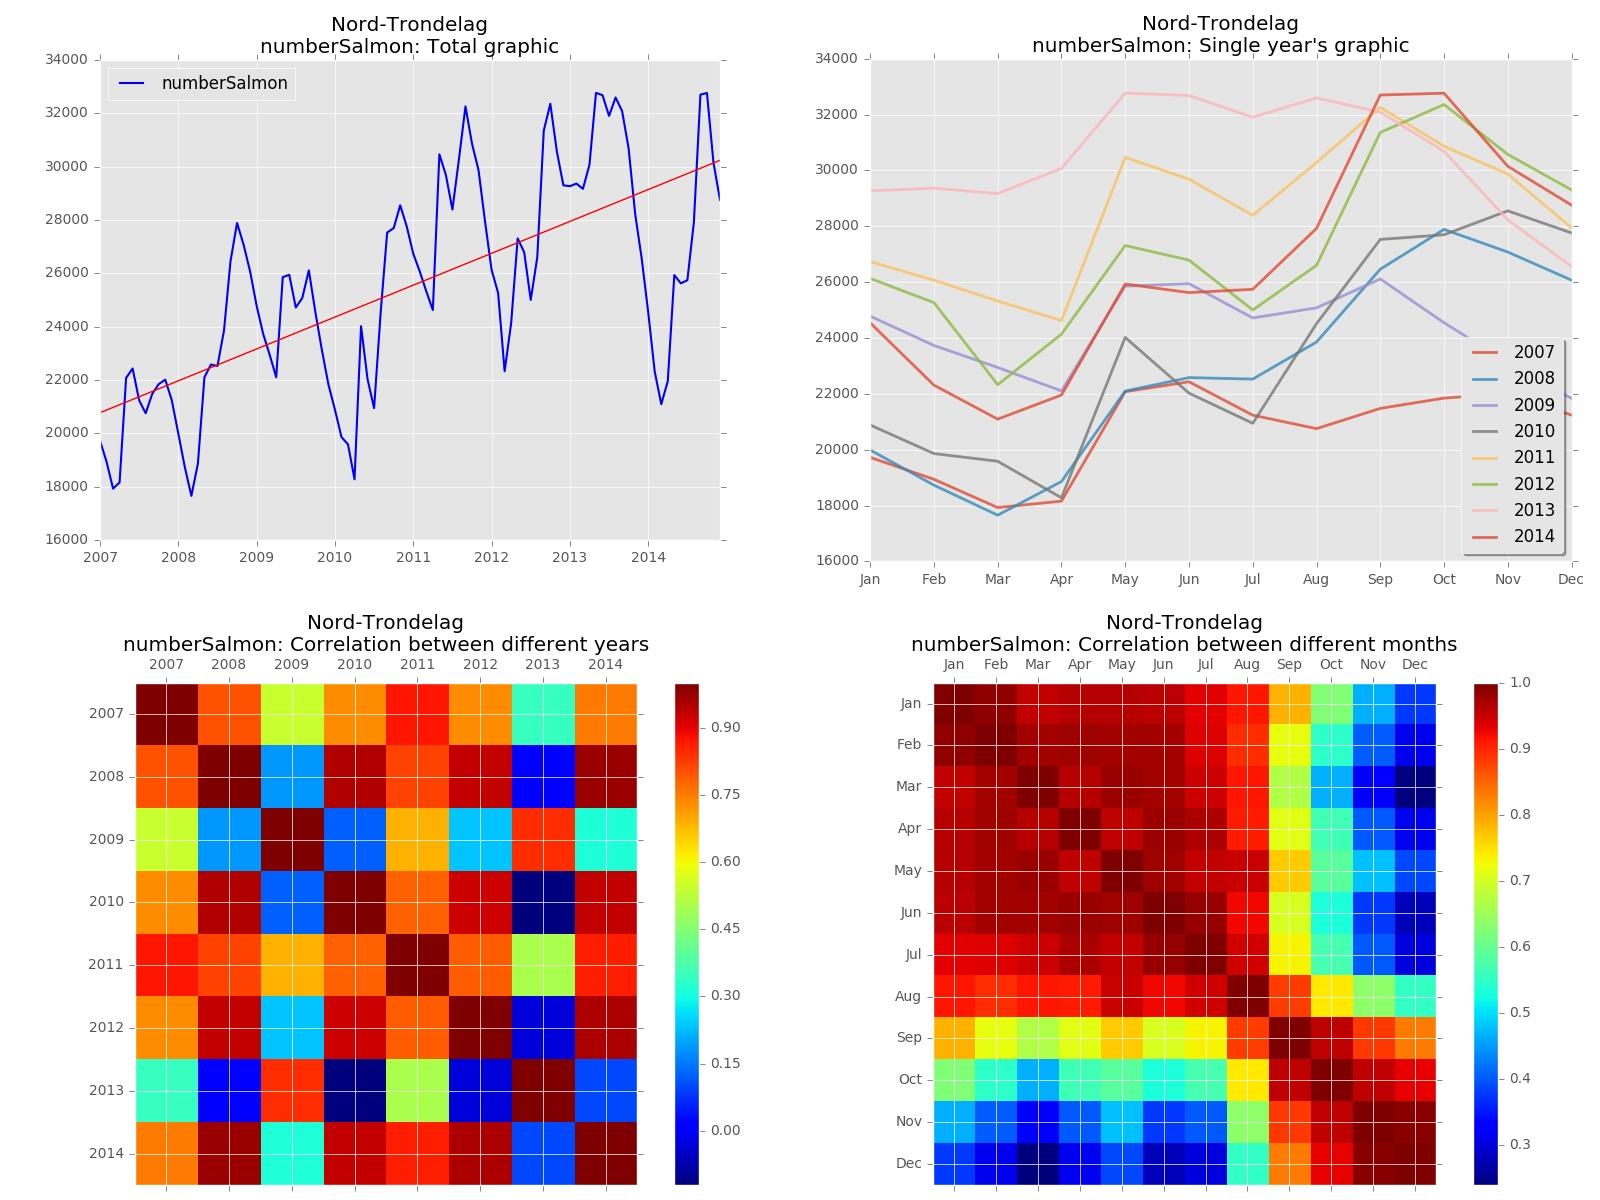 Nord-Trondelag
numberSalmon: Total graphic
numberSalmon
34000
32000
30000
28000
26000
24000
22000
20000
18000
16000
2007 2008 2009 2010 2011 2012 2013 2014
Nord-Trondelag
numberSalmon: Single year's graphic
34000
32000
30000
28000
26000
24000
22000
20000
18000
16000
2007
2008
2009
2010
2011
2012
2013
2014
Jan Feb Mar Apr May Jun Jul Aug Sep Oct Nov Dec
Nord-Trondelag
numberSalmon: Correlation between different years
2007 2008 2009 2010 2011 2012 2013 2014
2007
2008
2009
2010
2011
2012
2013
2014
0.90
0.75
0.60
0.45
0.30
0.15
0.00
Nord-Trondelag
numberSalmon: Correlation between different months
Jan Feb Mar Apr May Jun Jul Aug Sep Oct Nov Dec
Jan
Feb
Mar
Apr
May
Jun
Jul
Aug
Sep
Oct
Nov
Dec
1.0
0.9
0.8
0.7
0.6
0.5
0.4
0.3